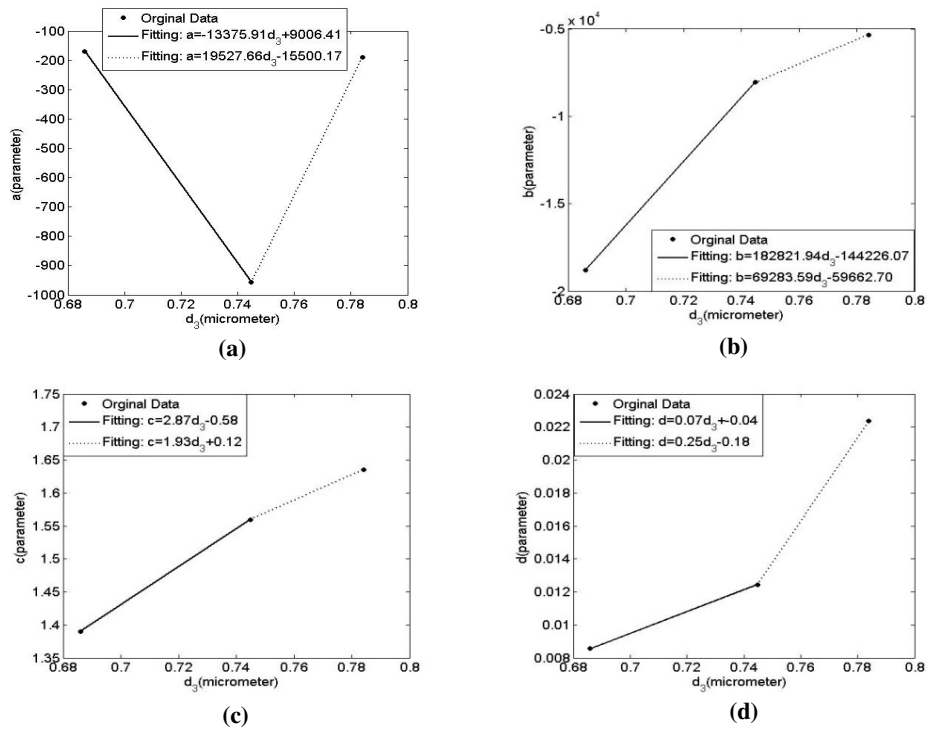 Orginal Data
Fitting: a=-13375.91d3+9006.41
Fitting: a=19527.66d3-15500.17
-100
-200
-300
-400
-500
-600
-700
-800
-900
-1000
a(parameter)
0.68 0.7 0.72 0.74 0.76 0.78 0.8
d3(micrometer)
(a)
x 10^4
-0.5
-1
-1.5
-2
b(parameter)
Orginal Data
Fitting: b=182821.94d3-144226.07
Fitting: b=69283.59d3-59662.70
0.68 0.7 0.72 0.74 0.76 0.78 0.8
d3(micrometer)
(b)
Orginal Data
Fitting: c=2.87d3-0.58
Fitting: c=1.93d3+0.12
1.75
1.7
1.65
1.6
1.55
1.5
1.45
1.4
1.35
c(parameter)
0.68 0.7 0.72 0.74 0.76 0.78 0.8
d3(micrometer)
(c)
Orginal Data
Fitting: d=0.07d3+-0.04
Fitting: d=0.25d3-0.18
0.024
0.022
0.02
0.018
0.016
0.014
0.012
0.01
0.008
d(parameter)
0.68 0.7 0.72 0.74 0.76 0.78 0.8
d3(micrometer)
(d)